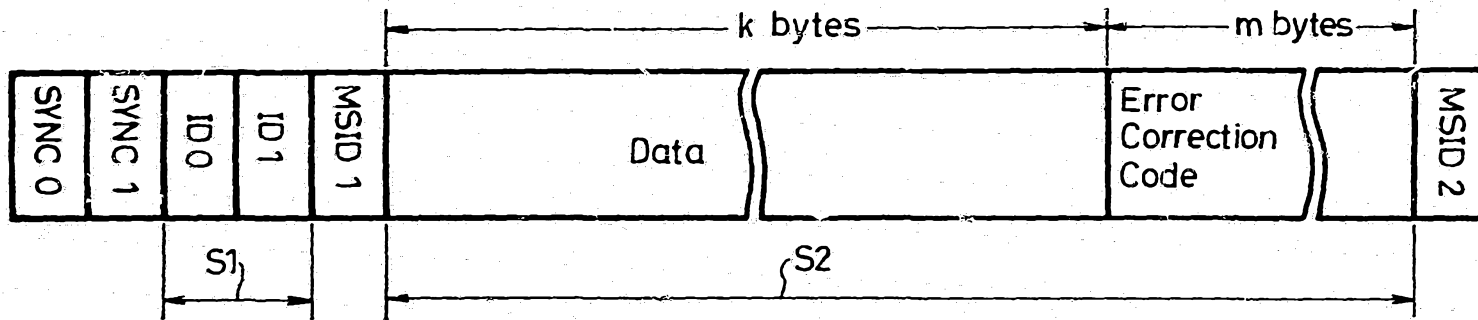 k bytes
m bytes
SYNC 0
SYNC 1
ID 0
ID 1
MSID 1
Data
Error
Correction
Code
MSID 2
S1
S2